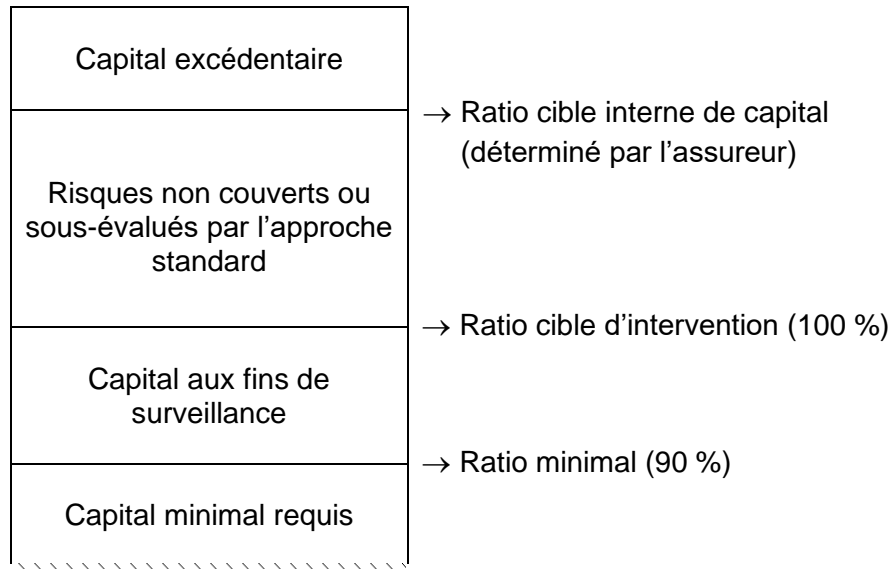 Capital excédentaire
→ Ratio cible interne de capital
(déterminé par l’assureur)
Risques non couverts ou
sous-évalués par l’approche
standard
→ Ratio cible d’intervention (100 %)
Capital aux fins de
surveillance
→ Ratio minimal (90 %)
Capital minimal requis